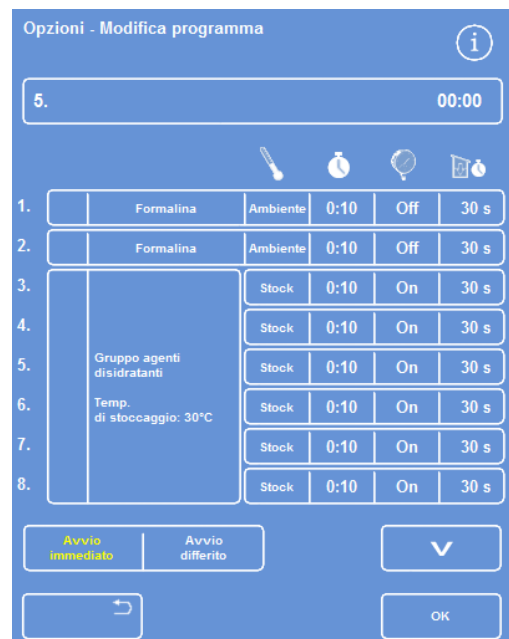 Opzioni - Modifica programma
i
5. 00:00
1. Formalina Ambiente 0:10 Off 30 s
2. Formalina Ambiente 0:10 Off 30 s
3. Stock 0:10 On 30 s
4. Stock 0:10 On 30 s
5. Gruppo agenti disidratanti Stock 0:10 On 30 s
6. Temp. di stoccaggio: 30°C Stock 0:10 On 30 s
7. Stock 0:10 On 30 s
8. Stock 0:10 On 30 s
Avvio immediato Avvio differito
OK